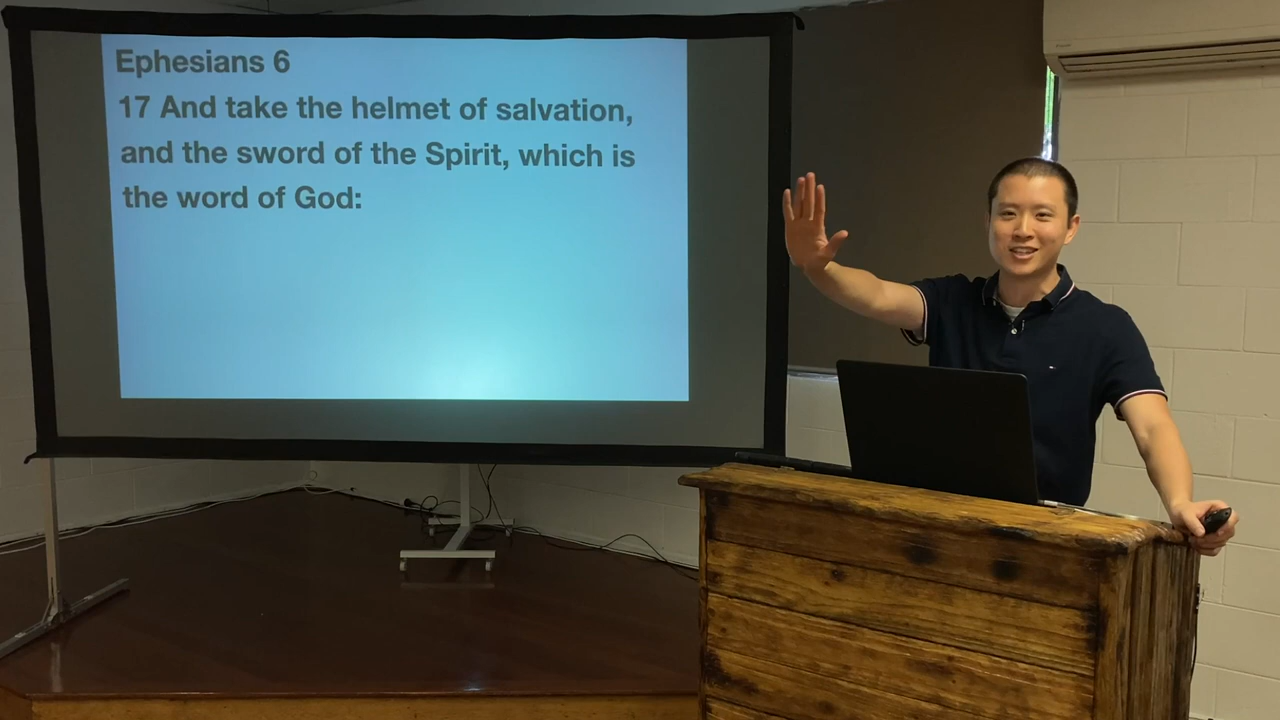 Ephesians 6
17 And take the helmet of salvation,
and the sword of the Spirit, which is
the word of God: